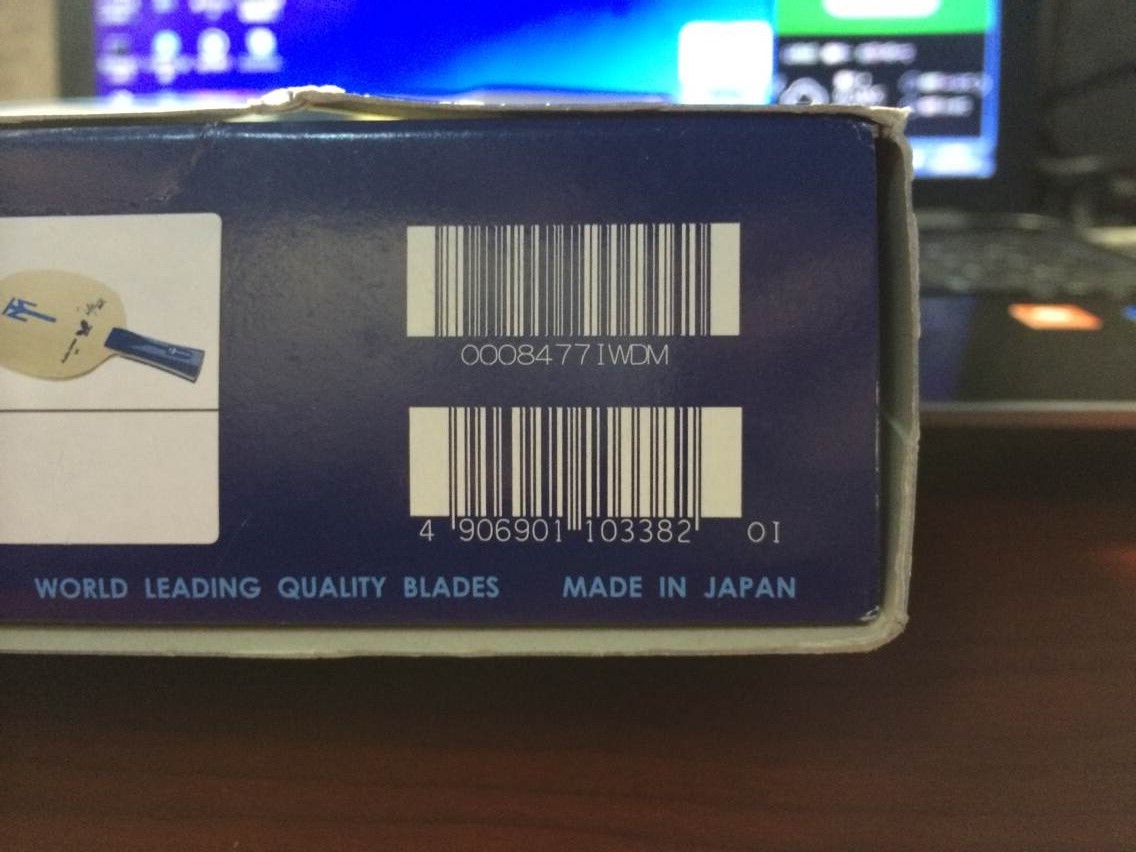 0008477IWDM
4 906901 103382 01
WORLD LEADING QUALITY BLADES MADE IN JAPAN